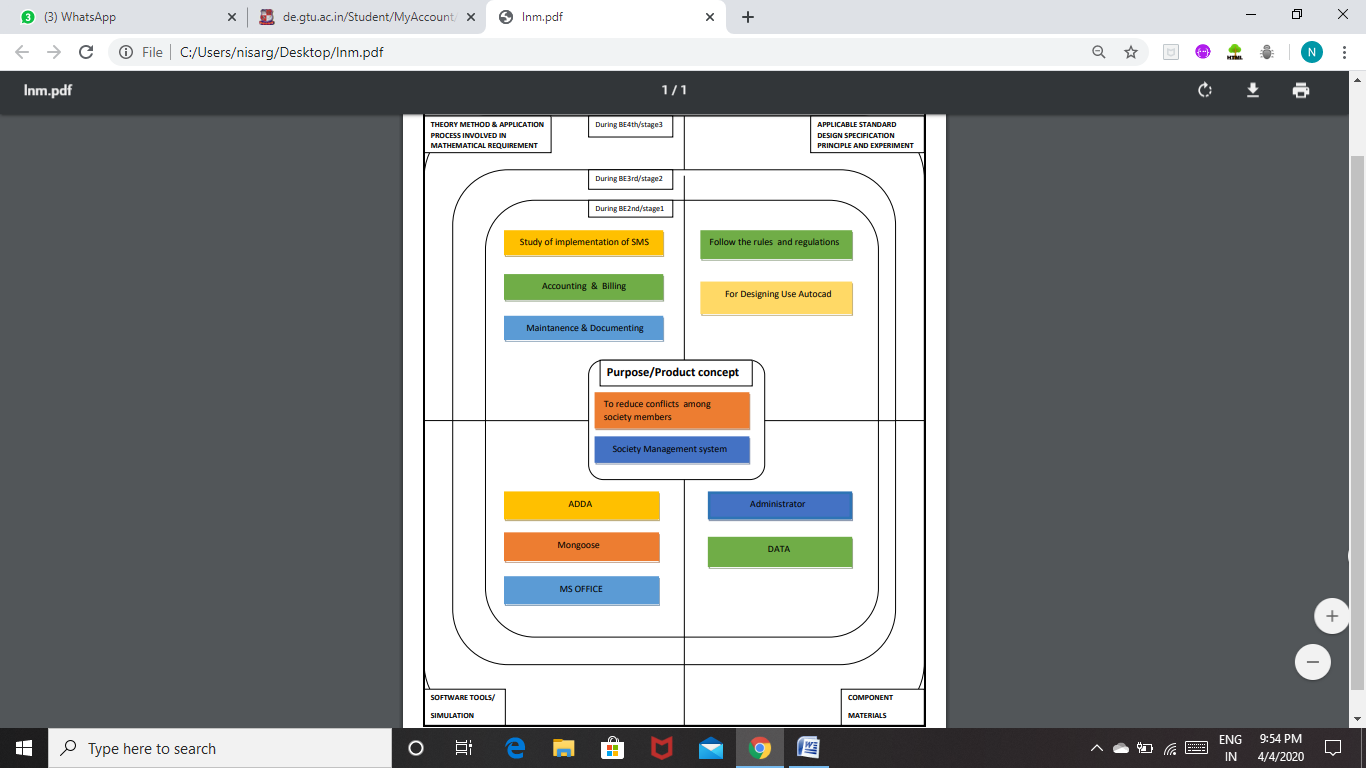 (3) WhatsApp
de.gtu.ac.in/Student/MyAccount/
lnm.pdf
File
C:/Users/nisarg/Desktop/lnm.pdf
N
lnm.pdf
1 / 1
THEORY METHOD & APPLICATION
PROCESS INVOLVED IN
MATHEMATICAL REQUIREMENT
During BE4th/stage3
APPLICABLE STANDARD
DESIGN SPECIFICATION
PRINCIPLE AND EXPERIMENT
During BE3rd/stage2
During BE2nd/stage1
Study of implementation of SMS
Follow the rules and regulations
Accounting & Billing
For Designing Use Autocad
Maintanence & Documenting
Purpose/Product concept
To reduce conflicts among
society members
Society Management system
ADDA
Administrator
Mongoose
DATA
MS OFFICE
SOFTWARE TOOLS/
SIMULATION
COMPONENT
MATERIALS
Type here to search
ENG
IN
9:54 PM
4/4/2020